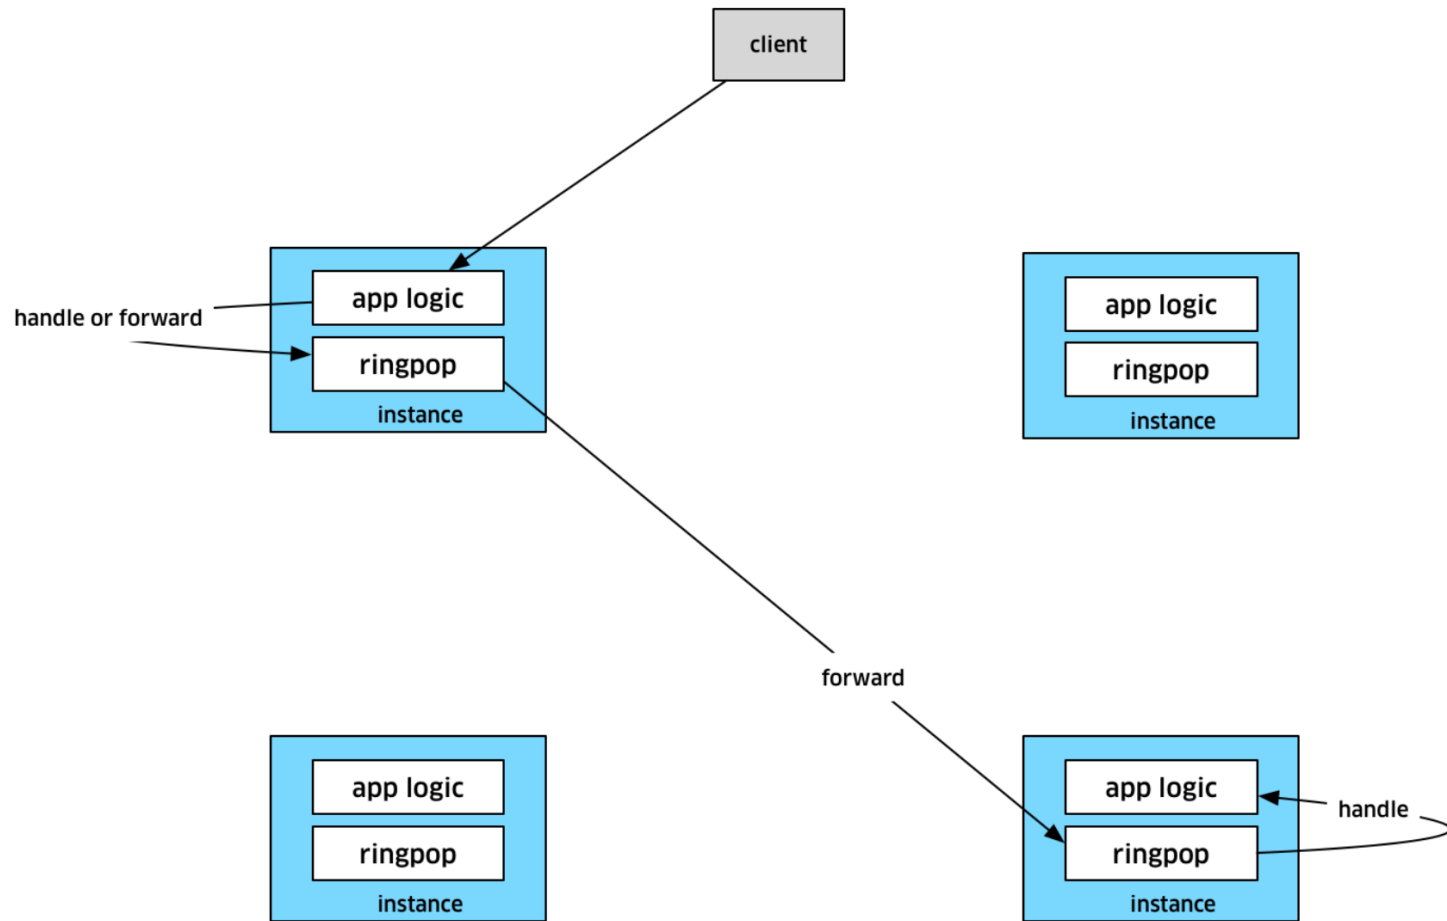 client
app logic
handle or forward
ringpop
instance
app logic
ringpop
instance
forward
app logic
ringpop
instance
app logic
handle
ringpop
instance